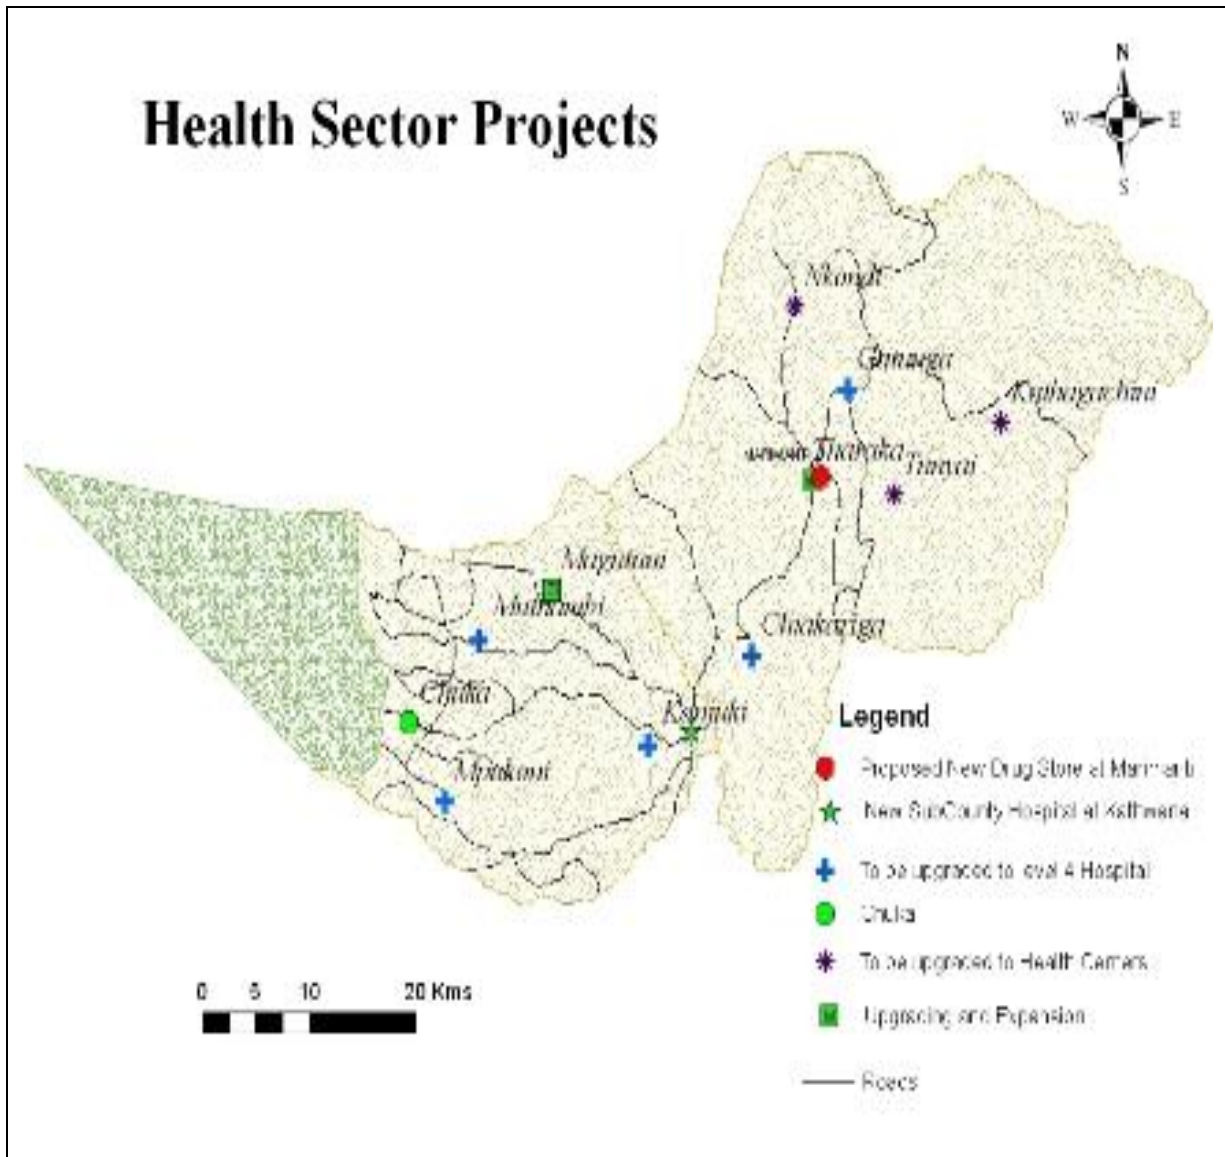 N
Health Sector Projects
W E
S
Nkondi
Gatunga
Tharaka
Tunyai
Chiakariga
Muthambi
Chuka
Legend
Proposed New Drug Store at Marimanti
New SubCounty Hospital at Kathwana
To be upgraded to level 4 Hospital
Chuka
To be upgraded to Health Centers
Upgrading and Expansion
0 5 10 20 Kms
Roads